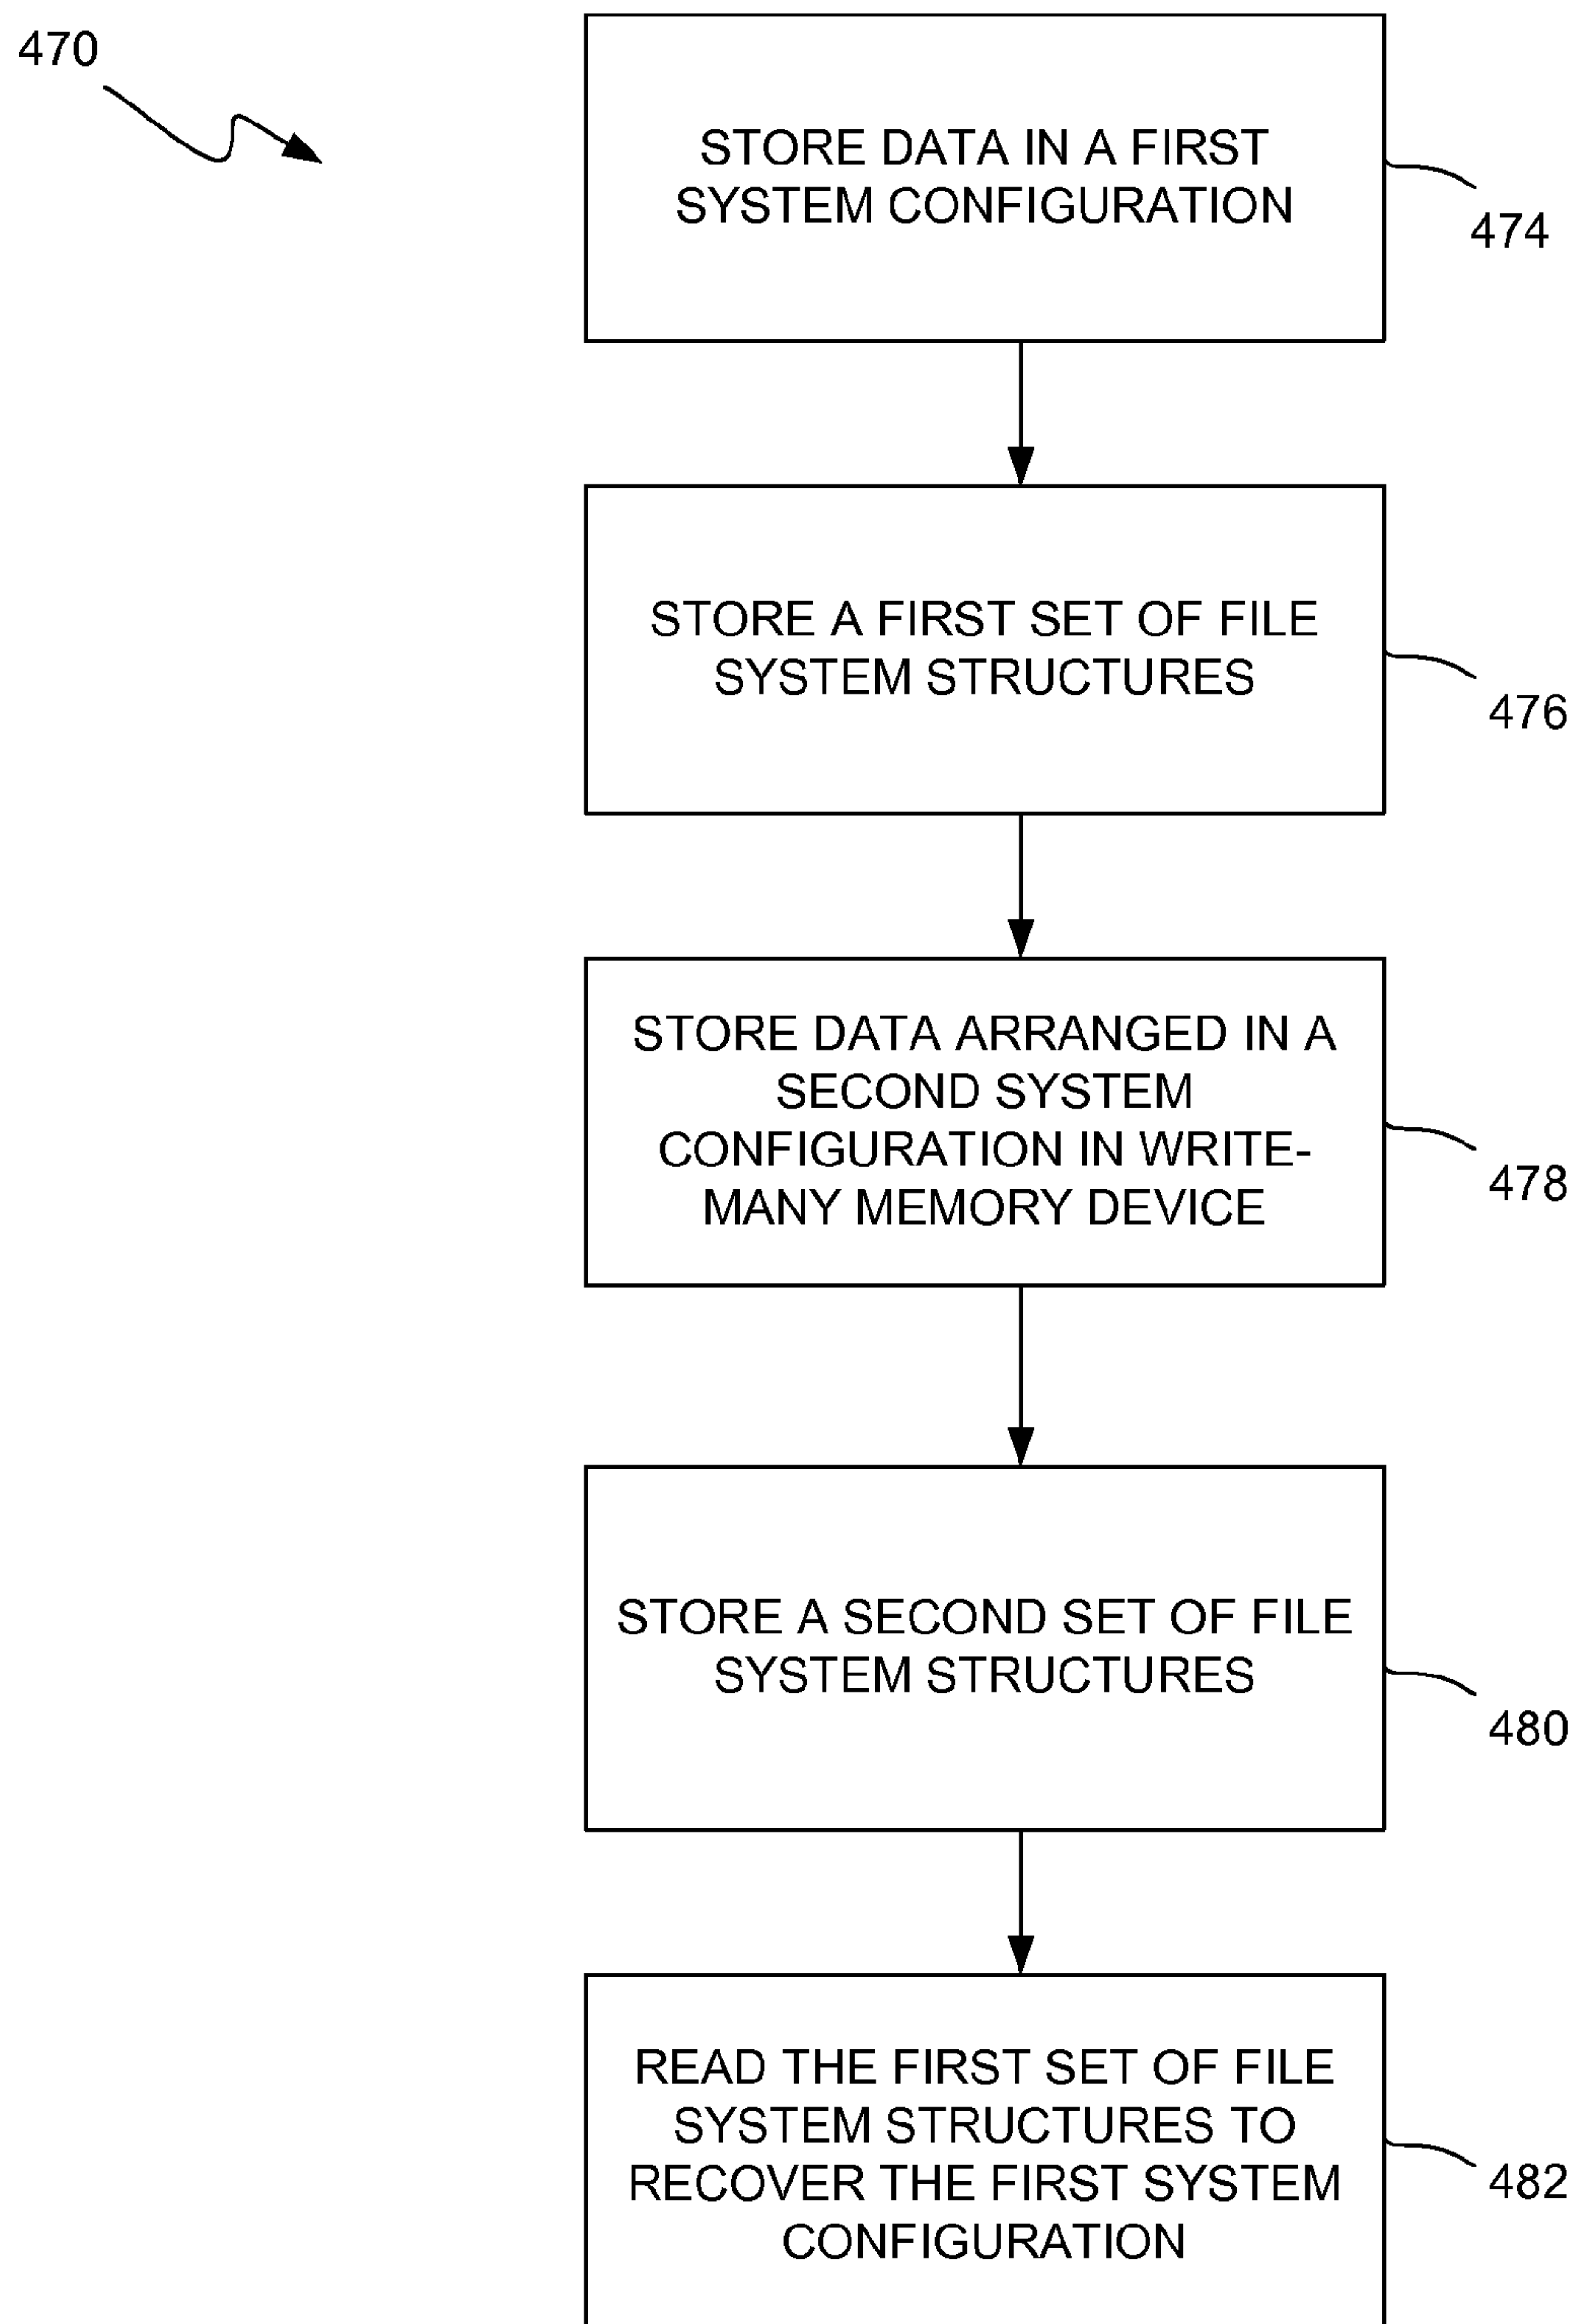 470
STORE DATA IN A FIRST
SYSTEM CONFIGURATION
474
STORE A FIRST SET OF FILE
SYSTEM STRUCTURES
476
STORE DATA ARRANGED IN A
SECOND SYSTEM
CONFIGURATION IN WRITE-
MANY MEMORY DEVICE
478
STORE A SECOND SET OF FILE
SYSTEM STRUCTURES
480
READ THE FIRST SET OF FILE
SYSTEM STRUCTURES TO
RECOVER THE FIRST SYSTEM
CONFIGURATION
482